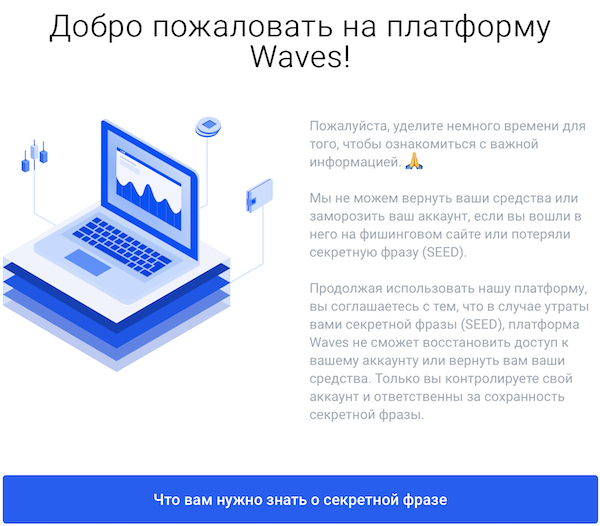 Добро пожаловать на платформу
Waves!
Пожалуйста, уделите немного времени для
того, чтобы ознакомиться с важной
информацией. 🙏
Мы не можем вернуть ваши средства или
заморозить ваш аккаунт, если вы вошли в
него на фишинговом сайте или потеряли
секретную фразу (SEED).
Продолжая использовать нашу платформу,
вы соглашаетесь с тем, что в случае утраты
вами секретной фразы (SEED), платформа
Waves не сможет восстановить доступ к
вашему аккаунту или вернуть вам ваши
средства. Только вы контролируете свой
аккаунт и ответственны за сохранность
секретной фразы.
Что вам нужно знать о секретной фразе